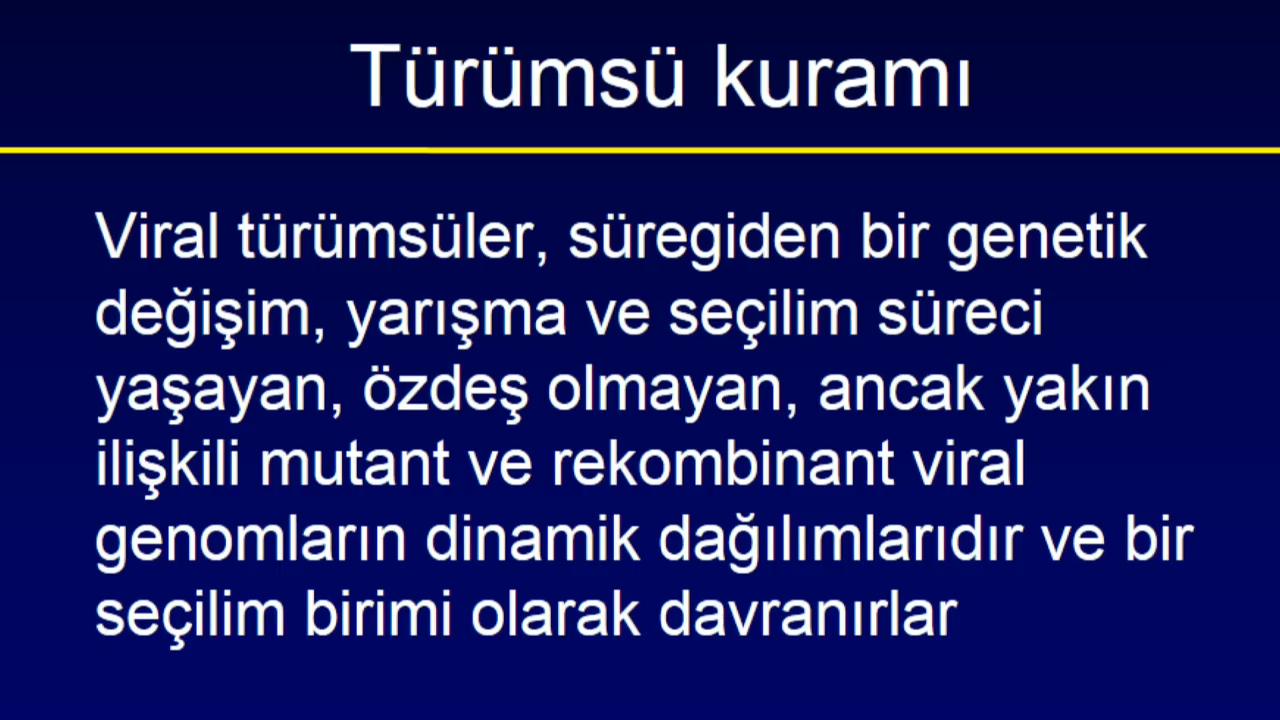 Türümsü kuramı
Viral türümsüler, süregiden bir genetik
değişim, yarışma ve seçilim süreci
yaşayan, özdeş olmayan, ancak yakın
ilişkili mutant ve rekombinant viral
genomların dinamik dağılımlarıdır ve bir
seçilim birimi olarak davranırlar